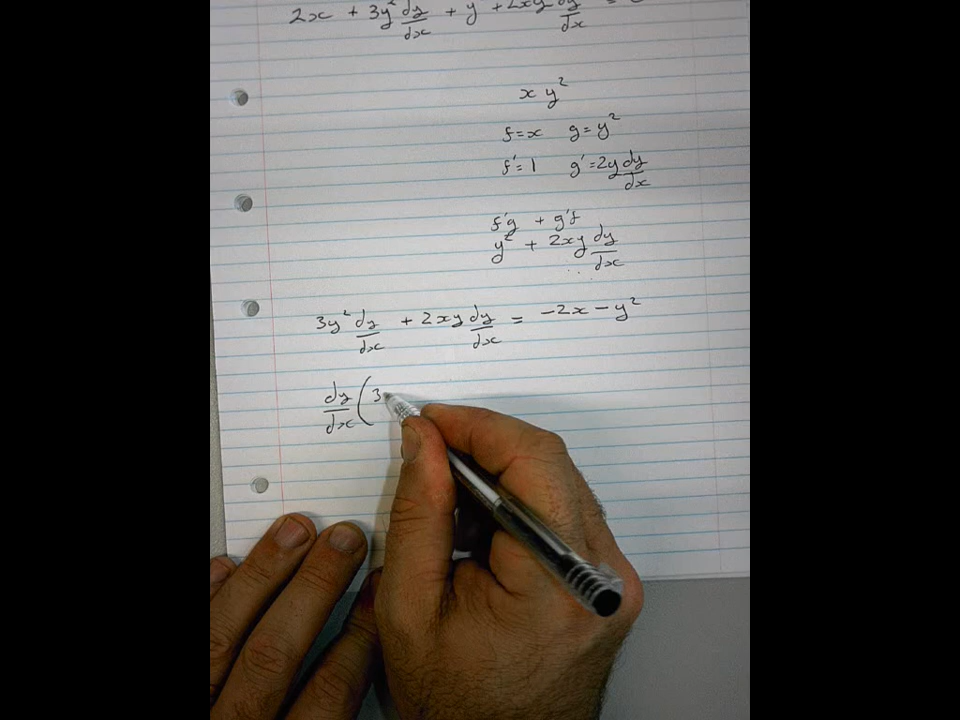 2x + 3y² dy/dx + y + 2xy dy/dx =
x y²
f=x g=y²
f'=1 g'=2y dy/dx
f'g + g'f
y² + 2xy dy/dx
3y² dy/dx + 2xy dy/dx = -2x - y²
dy/dx (3